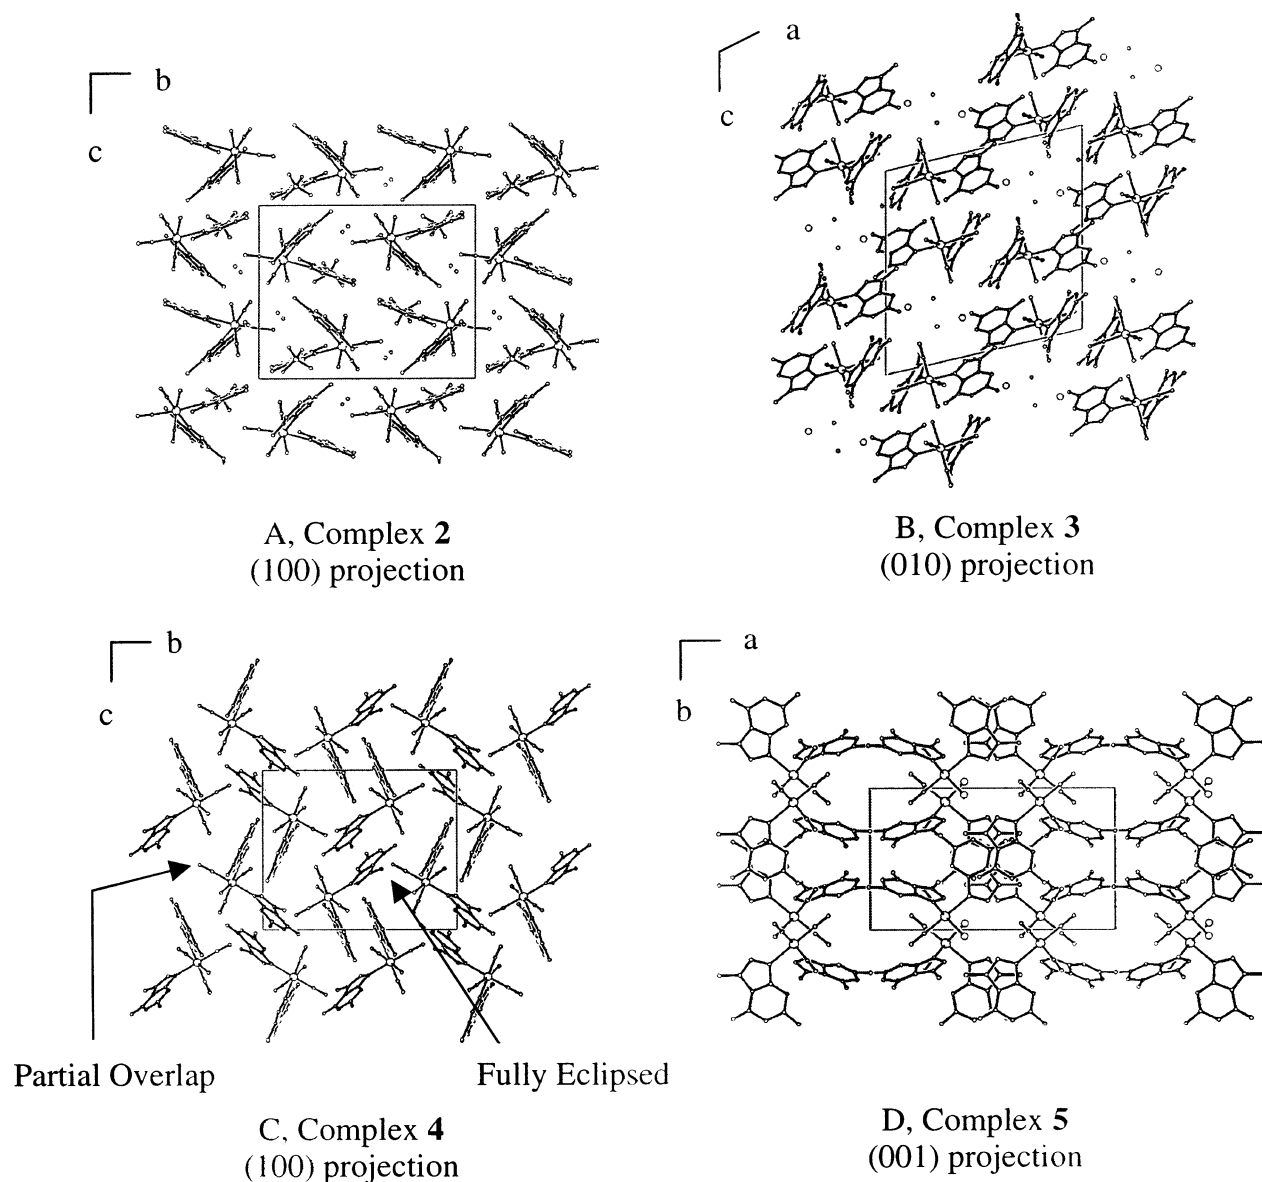 b
c
A, Complex 2
(100) projection
a
c
B, Complex 3
(010) projection
b
c
Partial Overlap
Fully Eclipsed
C, Complex 4
(100) projection
a
b
D, Complex 5
(001) projection